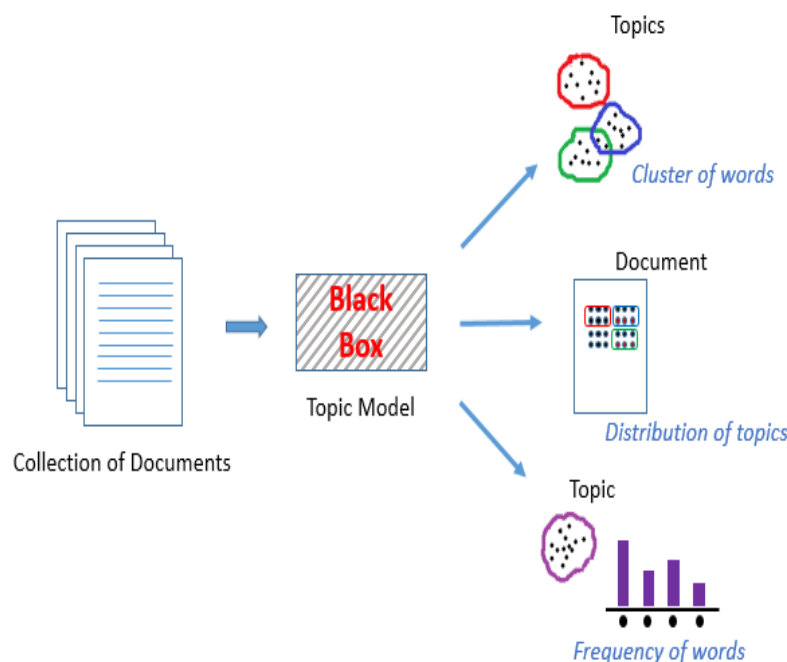 Topics
Cluster of words
Document
Black
Box
Topic Model
Distribution of topics
Collection of Documents
Topic
Frequency of words